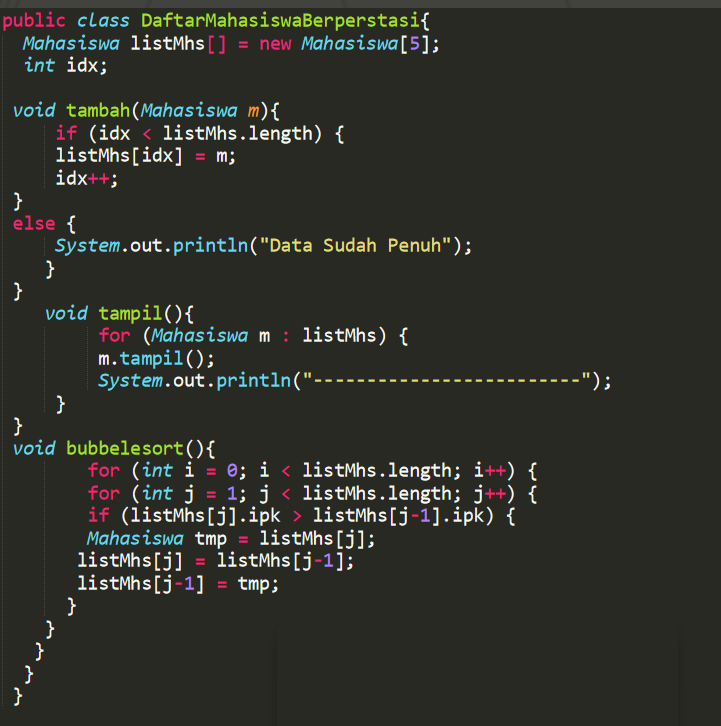 public class DaftarMahasiswaBerperstasi{
Mahasiswa listMhs[] = new Mahasiswa[5];
int idx;
void tambah(Mahasiswa m){
if (idx < listMhs.length) {
listMhs[idx] = m;
idx++;
}
else {
System.out.println("Data Sudah Penuh");
}
}
void tampil(){
for (Mahasiswa m : listMhs) {
m.tampil();
System.out.println("-------------------------");
}
}
void bubbelesort(){
for (int i = 0; i < listMhs.length; i++) {
for (int j = 1; j < listMhs.length; j++) {
if (listMhs[j].ipk > listMhs[j-1].ipk) {
Mahasiswa tmp = listMhs[j];
listMhs[j] = listMhs[j-1];
listMhs[j-1] = tmp;
}
}
}
}
}